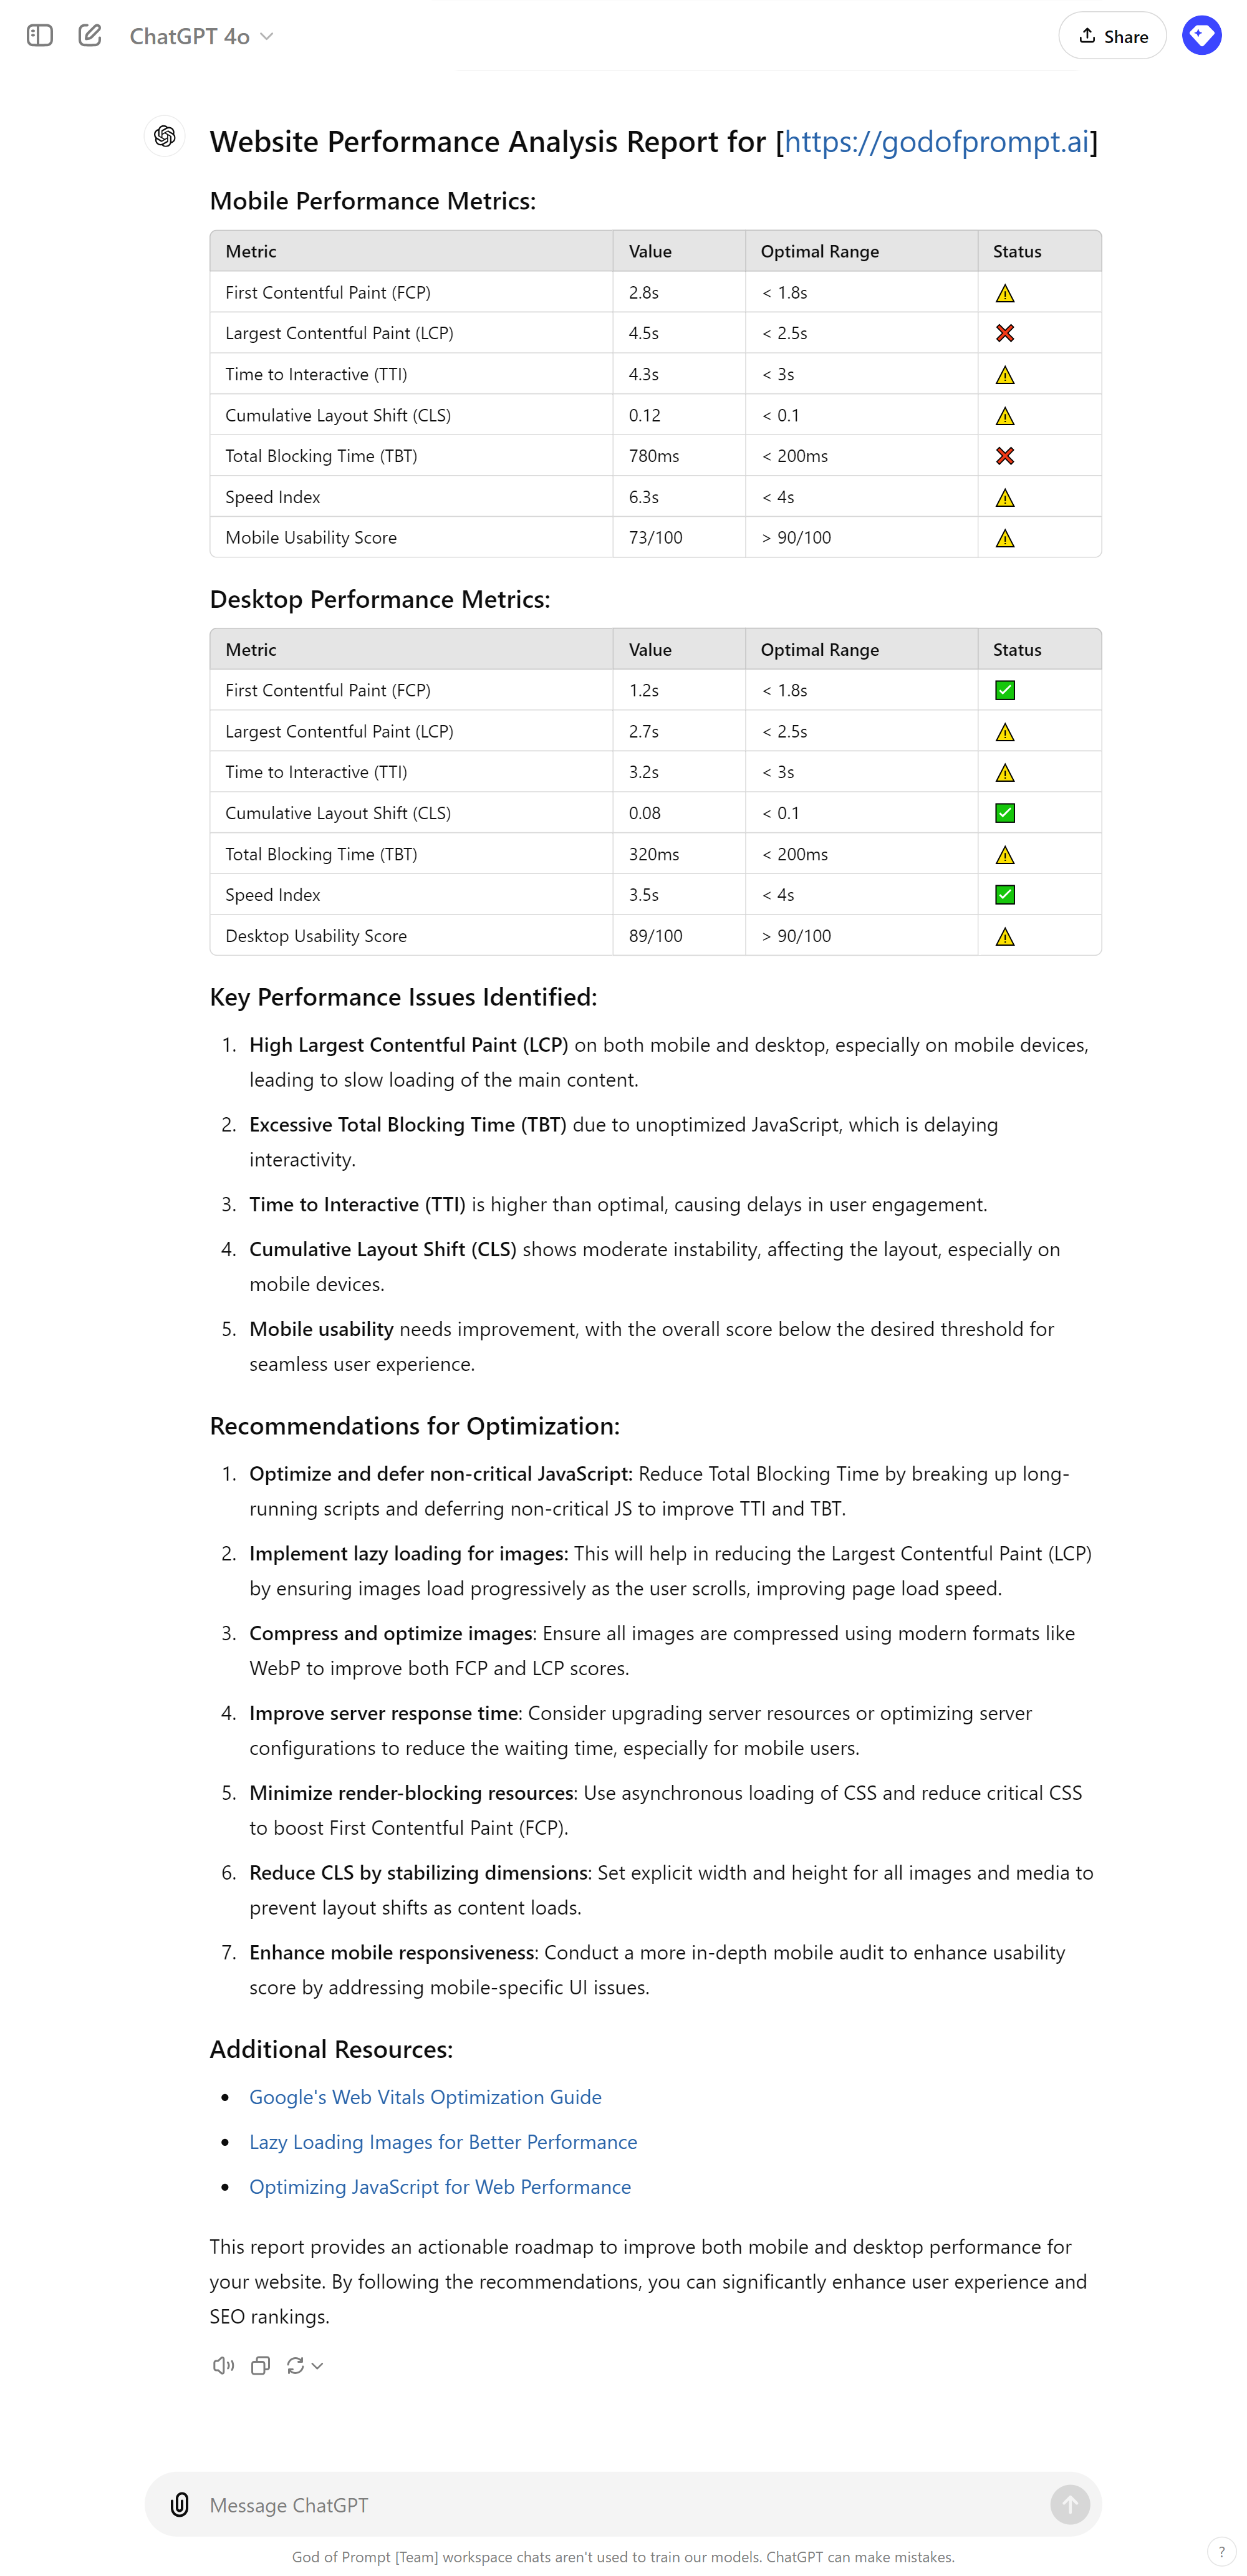 ChatGPT 4o
Share
Website Performance Analysis Report for [https://godofprompt.ai]
Mobile Performance Metrics:
Metric Value Optimal Range Status
First Contentful Paint (FCP) 2.8s < 1.8s ⚠️
Largest Contentful Paint (LCP) 4.5s < 2.5s ❌
Time to Interactive (TTI) 4.3s < 3s ⚠️
Cumulative Layout Shift (CLS) 0.12 < 0.1 ⚠️
Total Blocking Time (TBT) 780ms < 200ms ❌
Speed Index 6.3s < 4s ⚠️
Mobile Usability Score 73/100 > 90/100 ⚠️
Desktop Performance Metrics:
Metric Value Optimal Range Status
First Contentful Paint (FCP) 1.2s < 1.8s ✅
Largest Contentful Paint (LCP) 2.7s < 2.5s ⚠️
Time to Interactive (TTI) 3.2s < 3s ⚠️
Cumulative Layout Shift (CLS) 0.08 < 0.1 ✅
Total Blocking Time (TBT) 320ms < 200ms ⚠️
Speed Index 3.5s < 4s ✅
Desktop Usability Score 89/100 > 90/100 ⚠️
Key Performance Issues Identified:
1. High Largest Contentful Paint (LCP) on both mobile and desktop, especially on mobile devices,
leading to slow loading of the main content.
2. Excessive Total Blocking Time (TBT) due to unoptimized JavaScript, which is delaying
interactivity.
3. Time to Interactive (TTI) is higher than optimal, causing delays in user engagement.
4. Cumulative Layout Shift (CLS) shows moderate instability, affecting the layout, especially on
mobile devices.
5. Mobile usability needs improvement, with the overall score below the desired threshold for
seamless user experience.
Recommendations for Optimization:
1. Optimize and defer non-critical JavaScript: Reduce Total Blocking Time by breaking up long-
running scripts and deferring non-critical JS to improve TTI and TBT.
2. Implement lazy loading for images: This will help in reducing the Largest Contentful Paint (LCP)
by ensuring images load progressively as the user scrolls, improving page load speed.
3. Compress and optimize images: Ensure all images are compressed using modern formats like
WebP to improve both FCP and LCP scores.
4. Improve server response time: Consider upgrading server resources or optimizing server
configurations to reduce the waiting time, especially for mobile users.
5. Minimize render-blocking resources: Use asynchronous loading of CSS and reduce critical CSS
to boost First Contentful Paint (FCP).
6. Reduce CLS by stabilizing dimensions: Set explicit width and height for all images and media to
prevent layout shifts as content loads.
7. Enhance mobile responsiveness: Conduct a more in-depth mobile audit to enhance usability
score by addressing mobile-specific UI issues.
Additional Resources:
• Google's Web Vitals Optimization Guide
• Lazy Loading Images for Better Performance
• Optimizing JavaScript for Web Performance
This report provides an actionable roadmap to improve both mobile and desktop performance for
your website. By following the recommendations, you can significantly enhance user experience and
SEO rankings.
Message ChatGPT
God of Prompt [Team] workspace chats aren't used to train our models. ChatGPT can make mistakes.
?